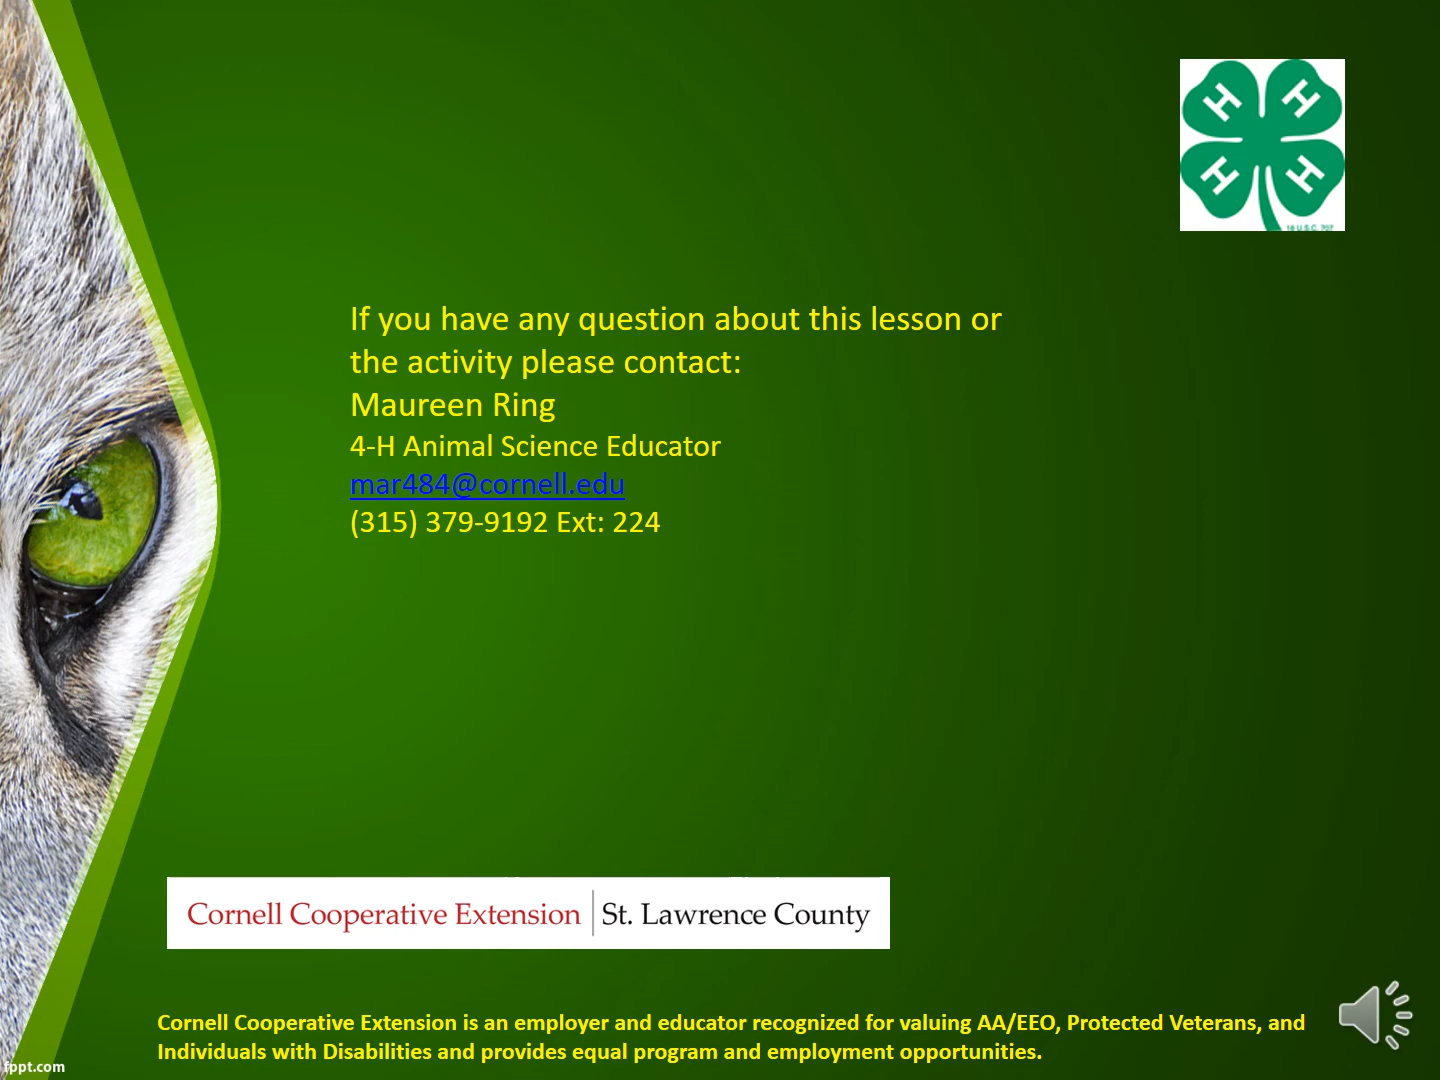 H H
H H
18 U.S.C. 707
If you have any question about this lesson or
the activity please contact:
Maureen Ring
4-H Animal Science Educator
mar484@cornell.edu
(315) 379-9192 Ext: 224
Cornell Cooperative Extension | St. Lawrence County
Cornell Cooperative Extension is an employer and educator recognized for valuing AA/EEO, Protected Veterans, and
Individuals with Disabilities and provides equal program and employment opportunities.
fppt.com